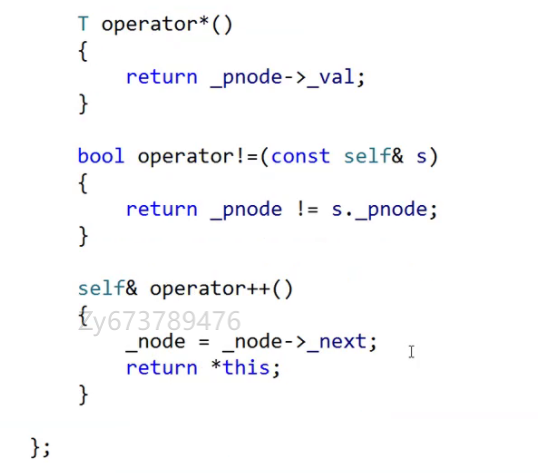 T operator*()
{
return _pnode->_val;
}
bool operator!=(const self& s)
{
return _pnode != s._pnode;
}
self& operator++()
{
Zy673789476
_node = _node->_next;
return *this;
}
};